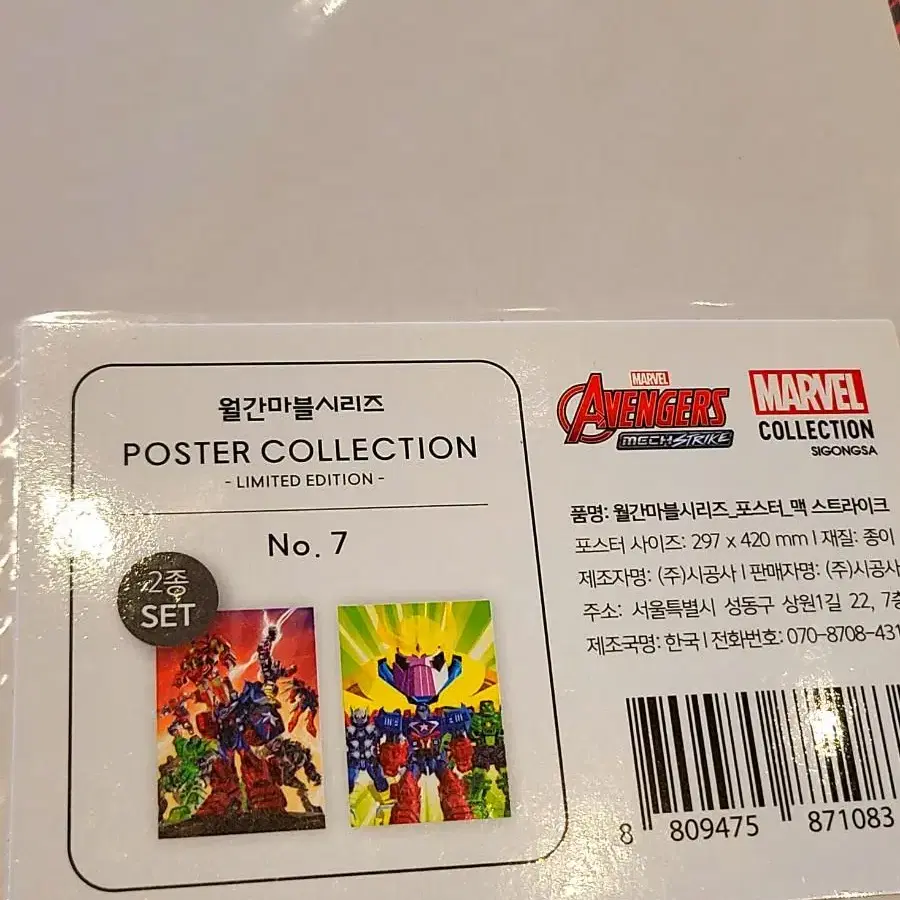 월간마블시리즈
POSTER COLLECTION
- LIMITED EDITION -
No. 7
2종
SET
MARVEL
AVENGERS
MECH STRIKE
MARVEL
COLLECTION
SIGONGSA
품명: 월간마블시리즈_포스터_맥 스트라이크
포스터 사이즈: 297 x 420 mm I 재질: 종이
제조자명: (주)시공사 I 판매자명: (주)시공사
주소: 서울특별시 성동구 상원1길 22, 7층
제조국명: 한국 I 전화번호: 070-8708-431
8 809475 871083